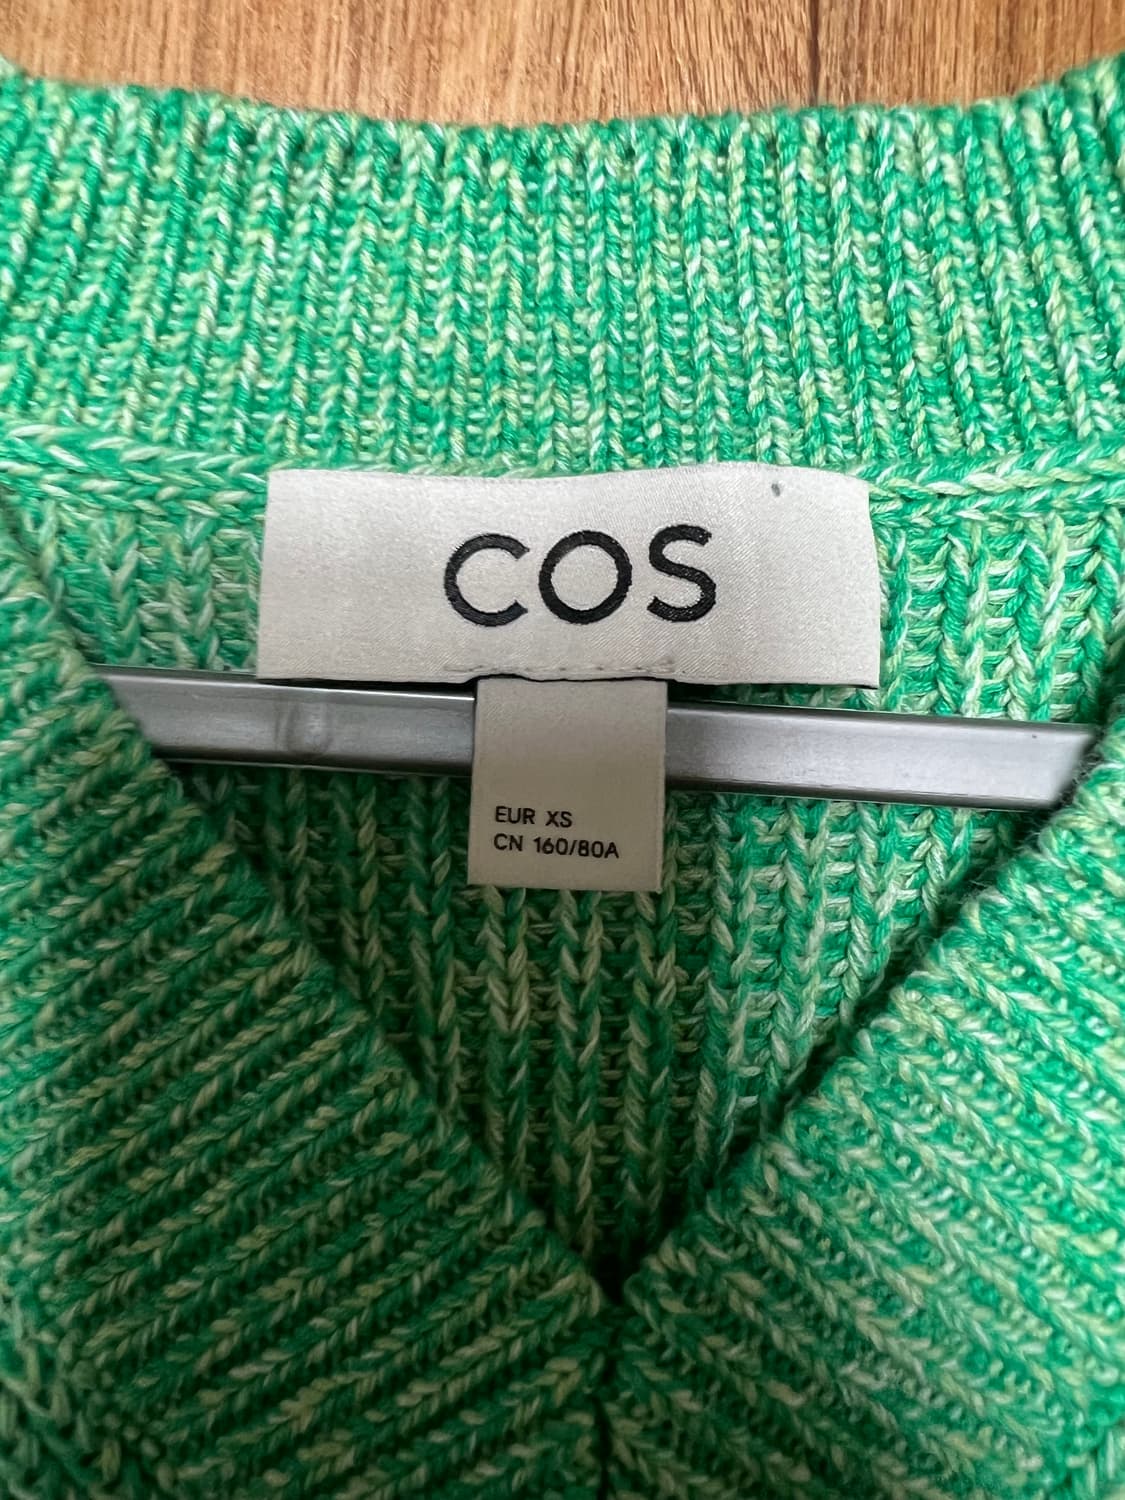 COS
EUR XS
CN 160/80A